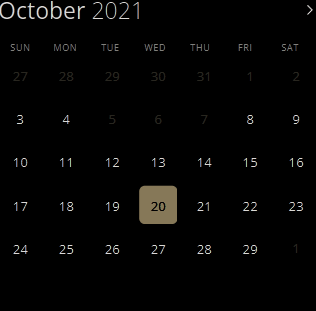 October 2021
SUN MON TUE WED THU FRI SAT
27 28 29 30 31 1 2
3 4 5 6 7 8 9
10 11 12 13 14 15 16
17 18 19 20 21 22 23
24 25 26 27 28 29 1